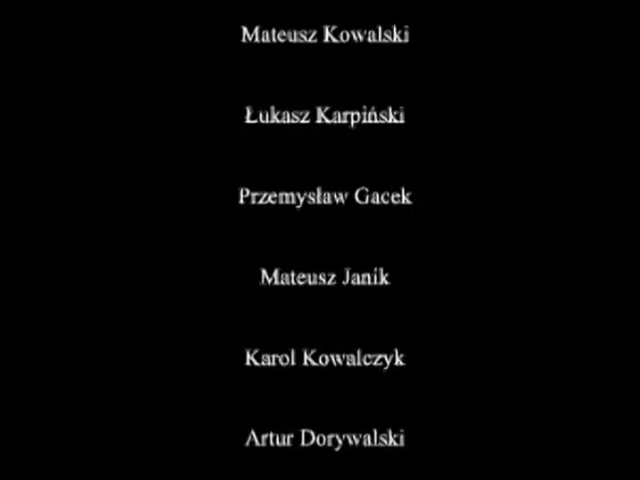 Mateusz Kowalski
Łukasz Karpiński
Przemysław Gacek
Mateusz Janik
Karol Kowalczyk
Artur Dorywalski